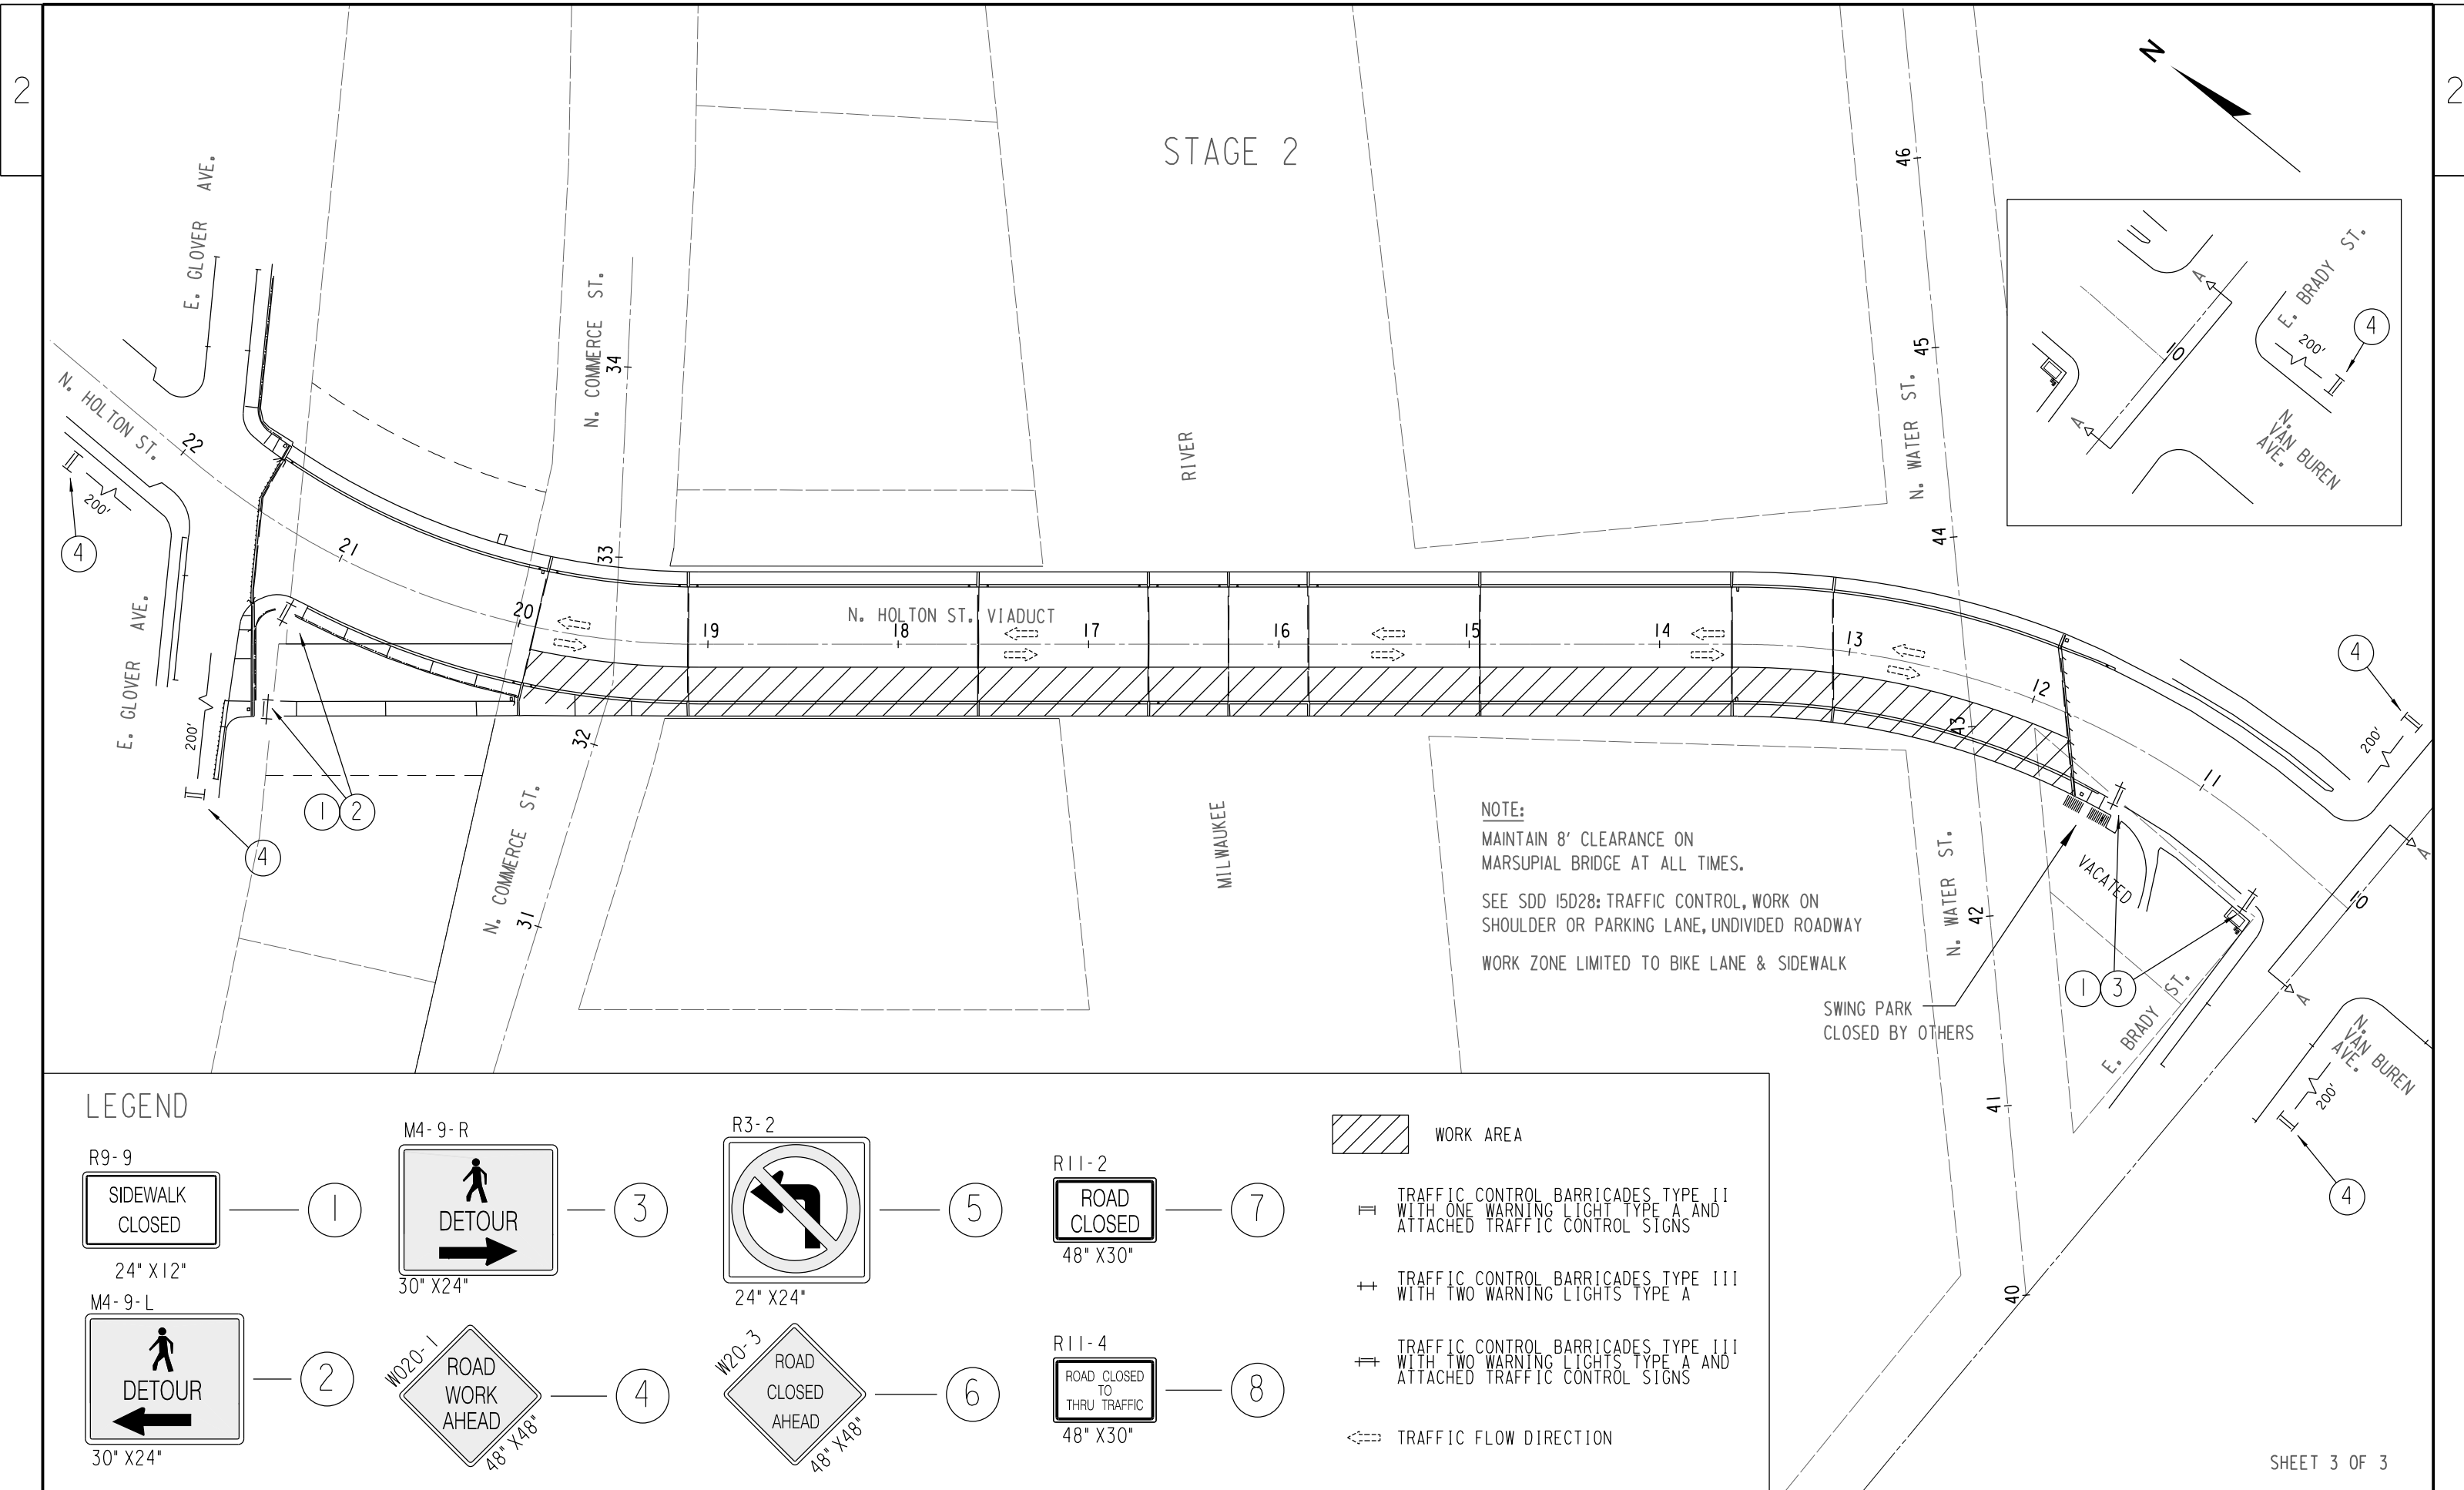 2
2
STAGE 2
N
E. GLOVER AVE.
N. HOLTON ST.
22
200'
4
21
N. COMMERCE ST.
34
33
20
N. HOLTON ST. VIADUCT
19
18
17
16
15
14
13
12
11
10
RIVER
MILWAUKEE
46
45
44
43
42
41
40
N. WATER ST.
E. BRADY ST.
200'
4
10
A
A
N.
VAN BUREN
AVE.
4
200'
E. GLOVER AVE.
200'
4
1 2
32
31
N. COMMERCE ST.
NOTE:
MAINTAIN 8' CLEARANCE ON
MARSUPIAL BRIDGE AT ALL TIMES.
SEE SDD 15D28: TRAFFIC CONTROL, WORK ON
SHOULDER OR PARKING LANE, UNDIVIDED ROADWAY
WORK ZONE LIMITED TO BIKE LANE & SIDEWALK
N. WATER ST.
SWING PARK
CLOSED BY OTHERS
VACATED
1 3
E. BRADY ST.
A
A
N.
VAN BUREN
AVE.
200'
4
LEGEND
R9-9
SIDEWALK
CLOSED
24" X12"
1
M4-9-L
DETOUR
30" X24"
2
M4-9-R
DETOUR
30" X24"
3
WO20-1
ROAD
WORK
AHEAD
48" X48"
4
R3-2
24" X24"
5
W20-3
ROAD
CLOSED
AHEAD
48" X48"
6
R11-2
ROAD
CLOSED
48" X30"
7
R11-4
ROAD CLOSED
TO
THRU TRAFFIC
48" X30"
8
WORK AREA
TRAFFIC CONTROL BARRICADES TYPE II
WITH ONE WARNING LIGHT TYPE A AND
ATTACHED TRAFFIC CONTROL SIGNS
TRAFFIC CONTROL BARRICADES TYPE III
WITH TWO WARNING LIGHTS TYPE A
TRAFFIC CONTROL BARRICADES TYPE III
WITH TWO WARNING LIGHTS TYPE A AND
ATTACHED TRAFFIC CONTROL SIGNS
TRAFFIC FLOW DIRECTION
SHEET 3 OF 3